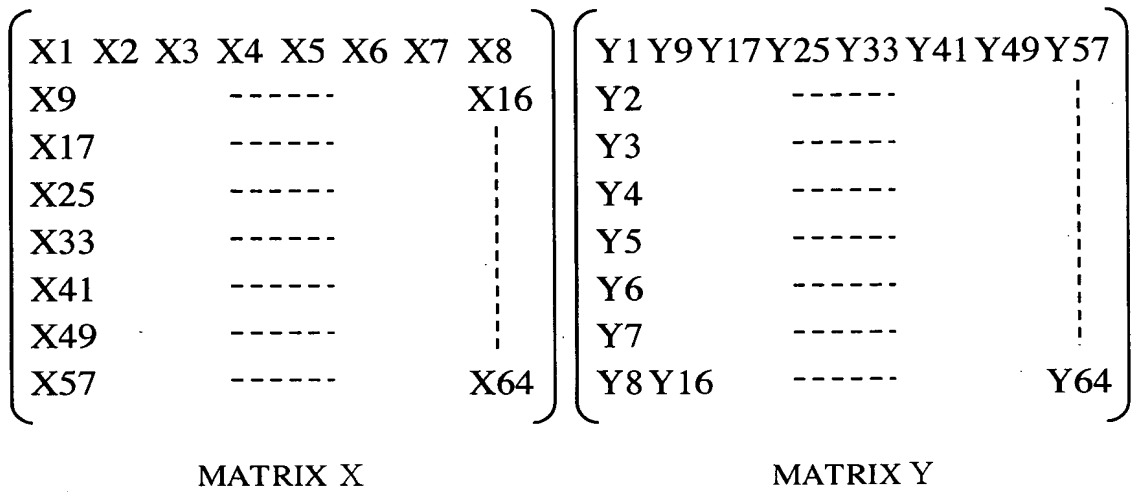 X1 X2 X3 X4 X5 X6 X7 X8 Y1 Y9 Y17 Y25 Y33 Y41 Y49 Y57
X9 ------ X16 Y2 ------
X17 ------ Y3 ------
X25 ------ Y4 ------
X33 ------ Y5 ------
X41 ------ Y6 ------
X49 ------ Y7 ------
X57 ------ X64 Y8 Y16 ------ Y64
MATRIX X MATRIX Y